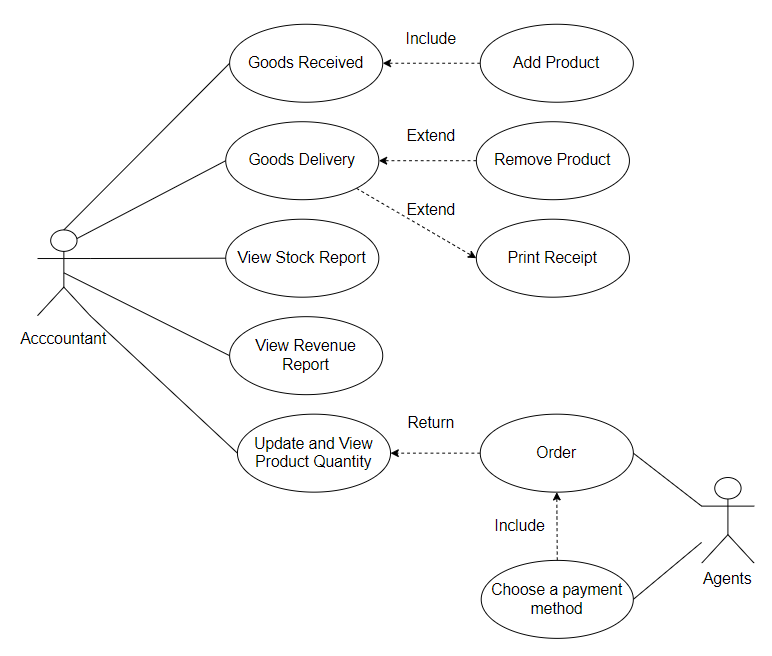 Include
Goods Received
Add Product
Extend
Goods Delivery
Remove Product
Extend
View Stock Report
Print Receipt
Acccountant
View Revenue
Report
Return
Update and View
Product Quantity
Order
Include
Agents
Choose a payment
method